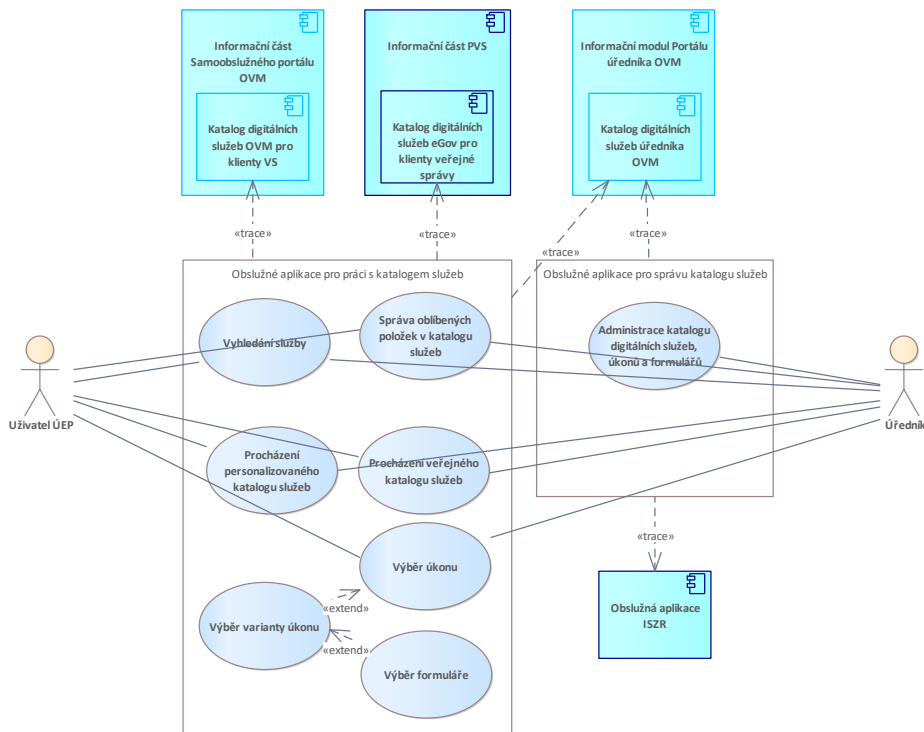 Informační část
Samoobslužného portálu
OVM
Katalog digitálních
služeb OVM pro
klienty VS
Informační část PVS
Katalog digitálních
služeb eGov pro
klienty veřejné
správy
Informační modul Portálu
úředníka OVM
Katalog digitálních
služeb úředníka
OVM
«trace»
«trace»
«trace»
«trace»
Obslužné aplikace pro práci s katalogem služeb
Obslužné aplikace pro správu katalogu služeb
Vyhledání služby
Správa oblíbených
položek v katalogu
služeb
Administrace katalogu
digitálních služeb,
úkonů a formulářů
Uživatel ÚEP
Úředník
Procházení
personalizovaného
katalogu služeb
Procházení veřejného
katalogu služeb
«trace»
Výběr úkonu
Obslužná aplikace
ISZR
«extend»
Výběr varianty úkonu
«extend»
Výběr formuláře